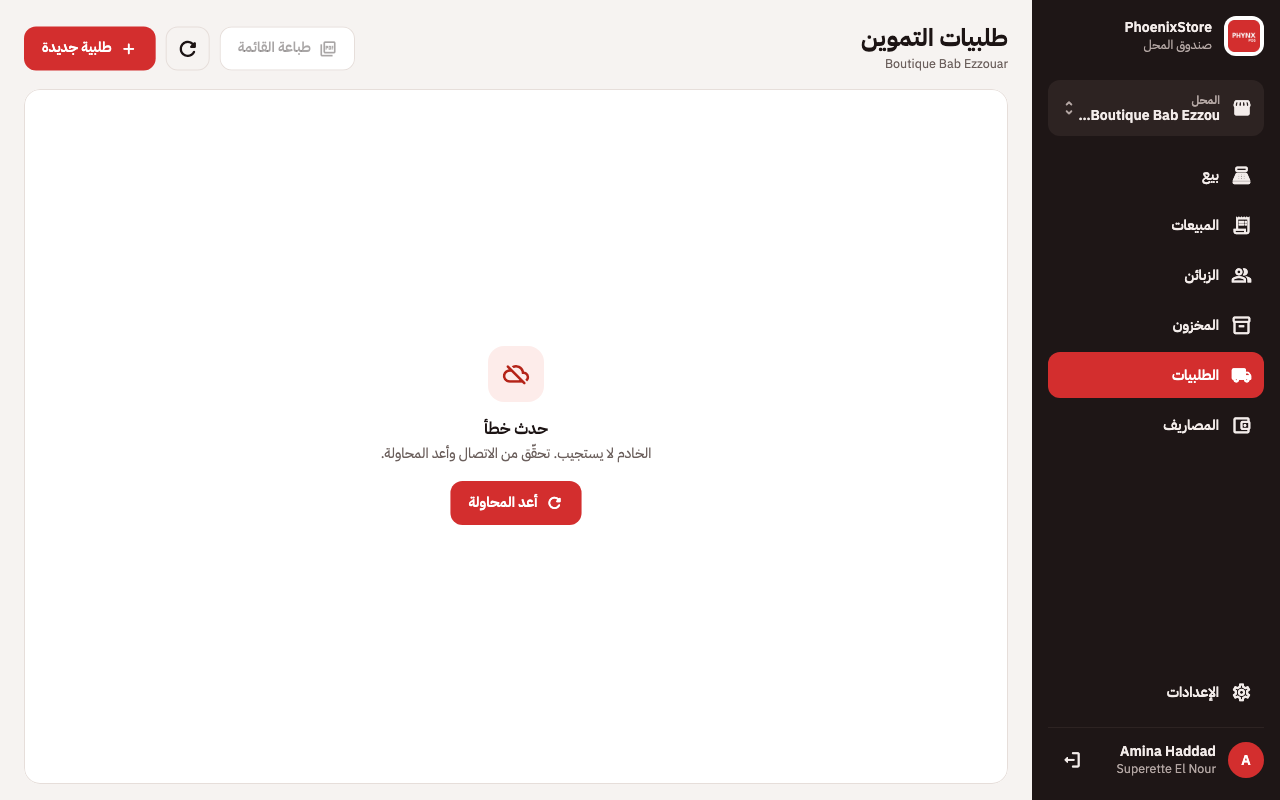 PhoenixStore
صندوق المحل
PHYNX
POS
المحل
Boutique Bab Ezzou...
بيع
المبيعات
الزبائن
المخزون
الطلبيات
المصاريف
الإعدادات
Amina Haddad
Superette El Nour
A
طلبيات التموين
Boutique Bab Ezzouar
طباعة القائمة
PDF
طلبية جديدة
حدث خطأ
الخادم لا يستجيب. تحقّق من الاتصال وأعد المحاولة.
أعد المحاولة